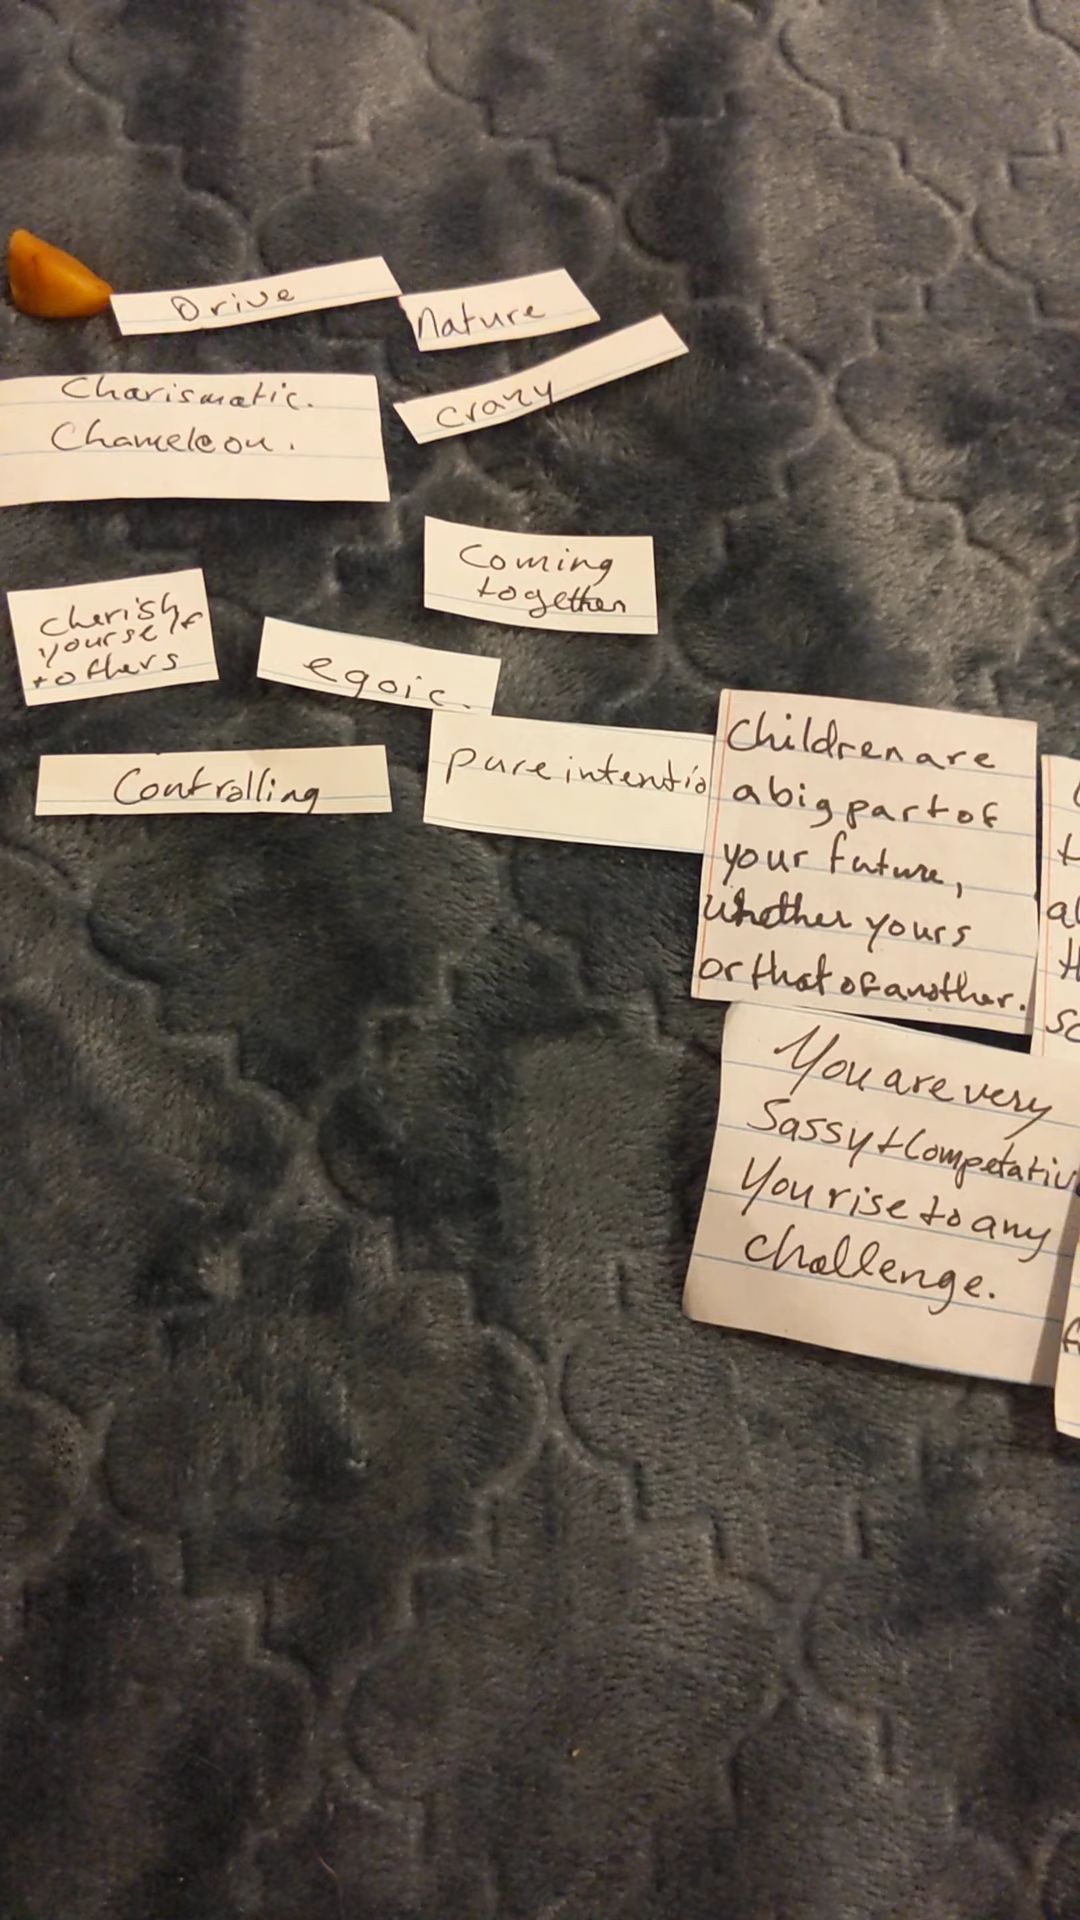 Drive
Nature
Charismatic.
Chameleon.
crazy
Coming
together
cherish
yourself
+ others
egoic.
Controlling
pure intentio
Children are
a big part of
your future,
whether yours
or that of another.
You are very
Sassy + Competativ
You rise to any
challenge.